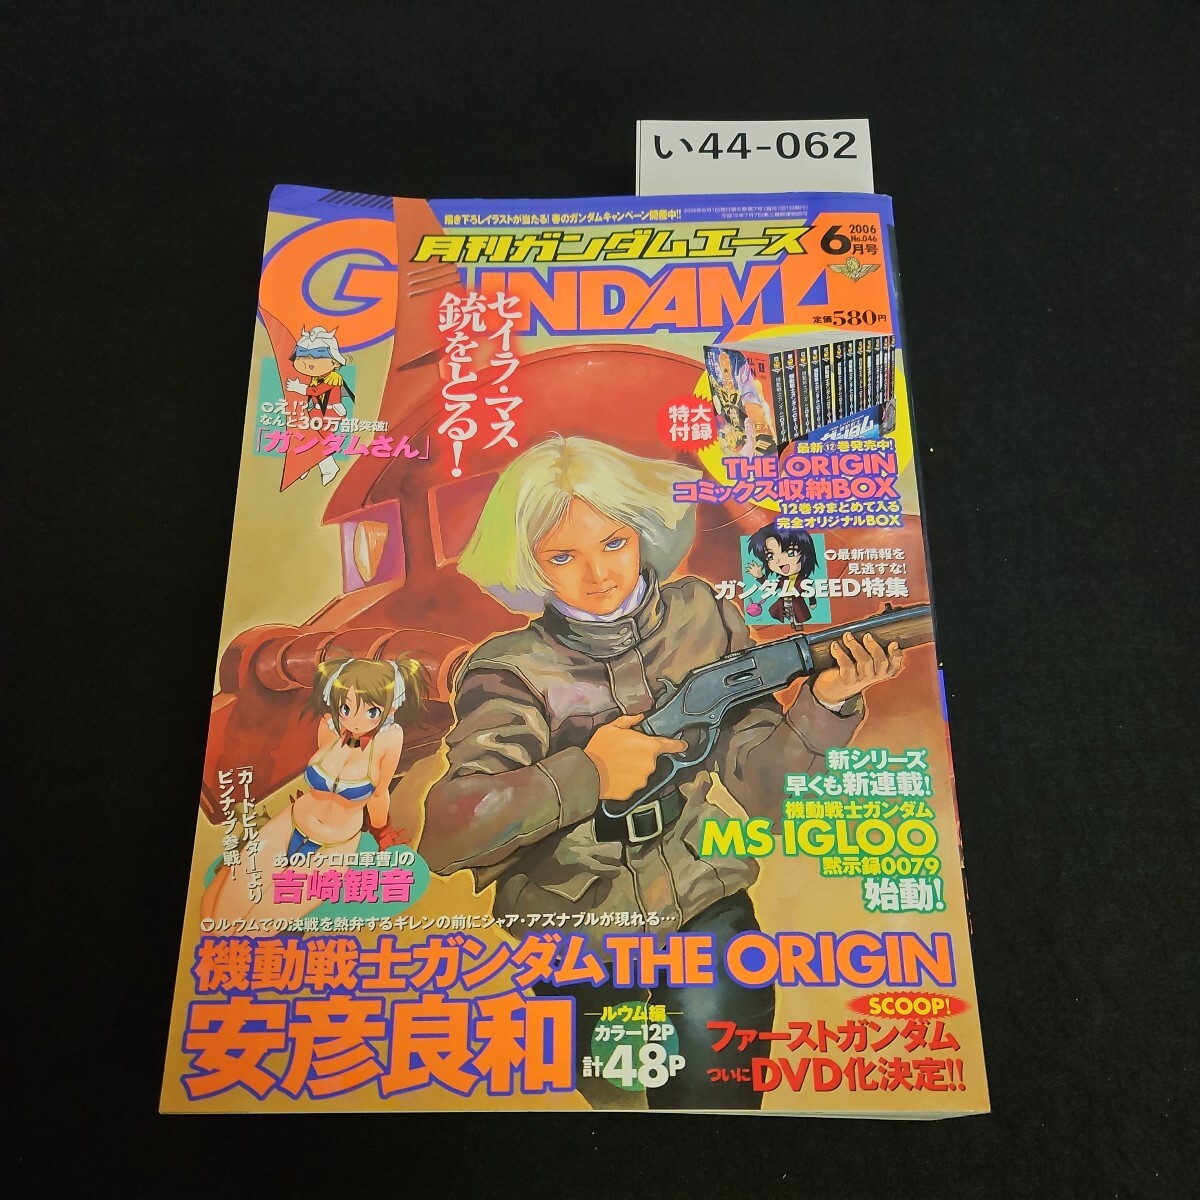 い44-062
描き下ろしイラストが当たる!春のガンダムキャンペーン開催中!!
月刊ガンダムエース
2006
No.046
6月号
GUNDAM A
定価580円
セイラ・マス
銃をとる!
え!?
なんと30万部突破!
「ガンダムさん」
特大
付録
最新⑫巻発売中!
THE ORIGIN
コミックス収納BOX
12巻分まとめて入る
完全オリジナルBOX
最新情報を
見逃すな!
ガンダムSEED特集
新シリーズ
早くも新連載!
機動戦士ガンダム
MS IGLOO
黙示録0079
始動!
「カードビルダー」より
ピンナップ参戦!
あの「ケロロ軍曹」の
吉崎観音
ルウムでの決戦を熱弁するギレンの前にシャア・アズナブルが現れる…
機動戦士ガンダムTHE ORIGIN
安彦良和
ルウム編
カラー12P
計48P
SCOOP!
ファーストガンダム
ついにDVD化決定!!